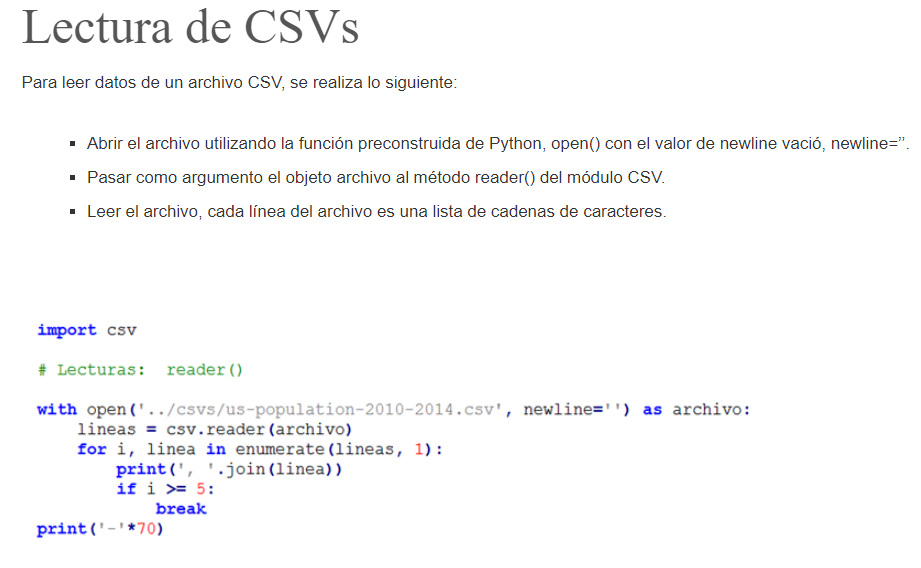 Lectura de CSVs
Para leer datos de un archivo CSV, se realiza lo siguiente:
▪ Abrir el archivo utilizando la función preconstruida de Python, open() con el valor de newline vació, newline=”.
▪ Pasar como argumento el objeto archivo al método reader() del módulo CSV.
▪ Leer el archivo, cada línea del archivo es una lista de cadenas de caracteres.
import csv
# Lecturas:  reader()
with open('../csvs/us-population-2010-2014.csv', newline='') as archivo:
    lineas = csv.reader(archivo)
    for i, linea in enumerate(lineas, 1):
        print(', '.join(linea))
        if i >= 5:
            break
print('-'*70)